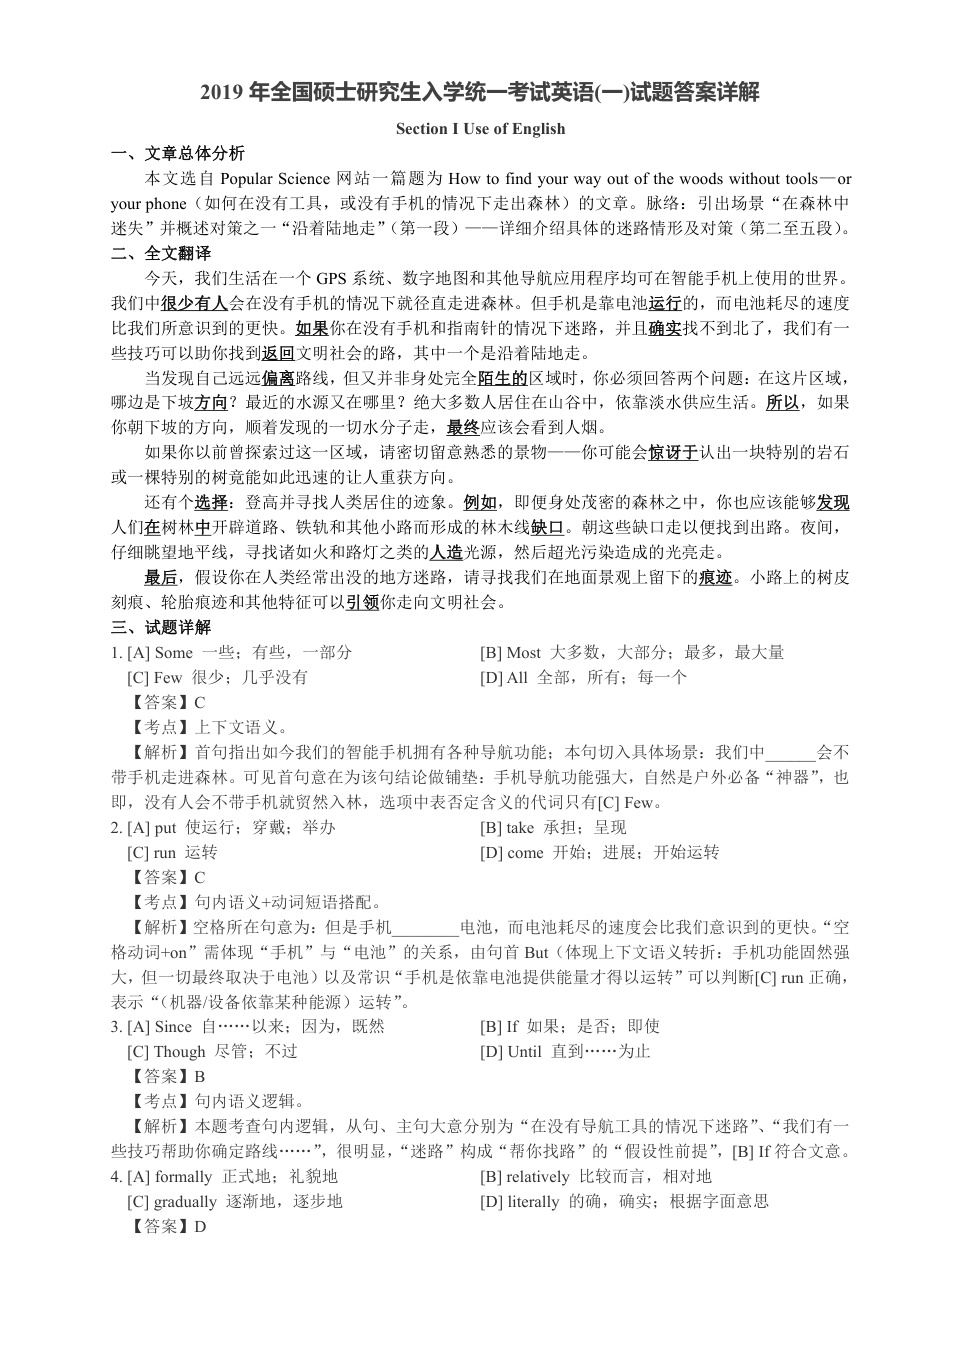 2019 年全国硕士研究生入学统一考试英语(一)试题答案详解
Section I Use of English
一、文章总体分析
本文选自 Popular Science 网站一篇题为 How to find your way out of the woods without tools—or
your phone（如何在没有工具，或没有手机的情况下走出森林）的文章。脉络：引出场景“在森林中
迷失”并概述对策之一“沿着陆地走”（第一段）——详细介绍具体的迷路情形及对策（第二至五段）。
二、全文翻译
今天，我们生活在一个 GPS 系统、数字地图和其他导航应用程序均可在智能手机上使用的世界。
我们中很少有人会在没有手机的情况下就径直走进森林。但手机是靠电池运行的，而电池耗尽的速度
比我们所意识到的更快。如果你在没有手机和指南针的情况下迷路，并且确实找不到北了，我们有一
些技巧可以助你找到返回文明社会的路，其中一个是沿着陆地走。
当发现自己远远偏离路线，但又并非身处完全陌生的区域时，你必须回答两个问题：在这片区域，
哪边是下坡方向？最近的水源又在哪里？绝大多数人居住在山谷中，依靠淡水供应生活。所以，如果
你朝下坡的方向，顺着发现的一切水分子走，最终应该会看到人烟。
如果你以前曾探索过这一区域，请密切留意熟悉的景物——你可能会惊讶于认出一块特别的岩石
或一棵特别的树竟能如此迅速的让人重获方向。
还有个选择：登高并寻找人类居住的迹象。例如，即便身处茂密的森林之中，你也应该能够发现
人们在树林中开辟道路、铁轨和其他小路而形成的林木线缺口。朝这些缺口走以便找到出路。夜间，
仔细眺望地平线，寻找诸如火和路灯之类的人造光源，然后超光污染造成的光亮走。
最后，假设你在人类经常出没的地方迷路，请寻找我们在地面景观上留下的痕迹。小路上的树皮
刻痕、轮胎痕迹和其他特征可以引领你走向文明社会。
三、试题详解
1. [A] Some 一些；有些，一部分 [B] Most 大多数，大部分；最多，最大量
[C] Few 很少；几乎没有 [D] All 全部，所有；每一个
【答案】C
【考点】上下文语义。
【解析】首句指出如今我们的智能手机拥有各种导航功能；本句切入具体场景：我们中______会不
带手机走进森林。可见首句意在为该句结论做铺垫：手机导航功能强大，自然是户外必备“神器”，也
即，没有人会不带手机就贸然入林，选项中表否定含义的代词只有[C] Few。
2. [A] put 使运行；穿戴；举办 [B] take 承担；呈现
[C] run 运转 [D] come 开始；进展；开始运转
【答案】C
【考点】句内语义+动词短语搭配。
【解析】空格所在句意为：但是手机________电池，而电池耗尽的速度会比我们意识到的更快。“空
格动词+on”需体现“手机”与“电池”的关系，由句首 But（体现上下文语义转折：手机功能固然强
大，但一切最终取决于电池）以及常识“手机是依靠电池提供能量才得以运转”可以判断[C] run 正确，
表示“（机器/设备依靠某种能源）运转”。
3. [A] Since 自……以来；因为，既然 [B] If 如果；是否；即使
[C] Though 尽管；不过 [D] Until 直到……为止
【答案】B
【考点】句内语义逻辑。
【解析】本题考查句内逻辑，从句、主句大意分别为“在没有导航工具的情况下迷路”、“我们有一
些技巧帮助你确定路线……”，很明显，“迷路”构成“帮你找路”的“假设性前提”，[B] If 符合文意。
4. [A] formally 正式地；礼貌地 [B] relatively 比较而言，相对地
[C] gradually 逐渐地，逐步地 [D] literally 的确，确实；根据字面意思
【答案】D